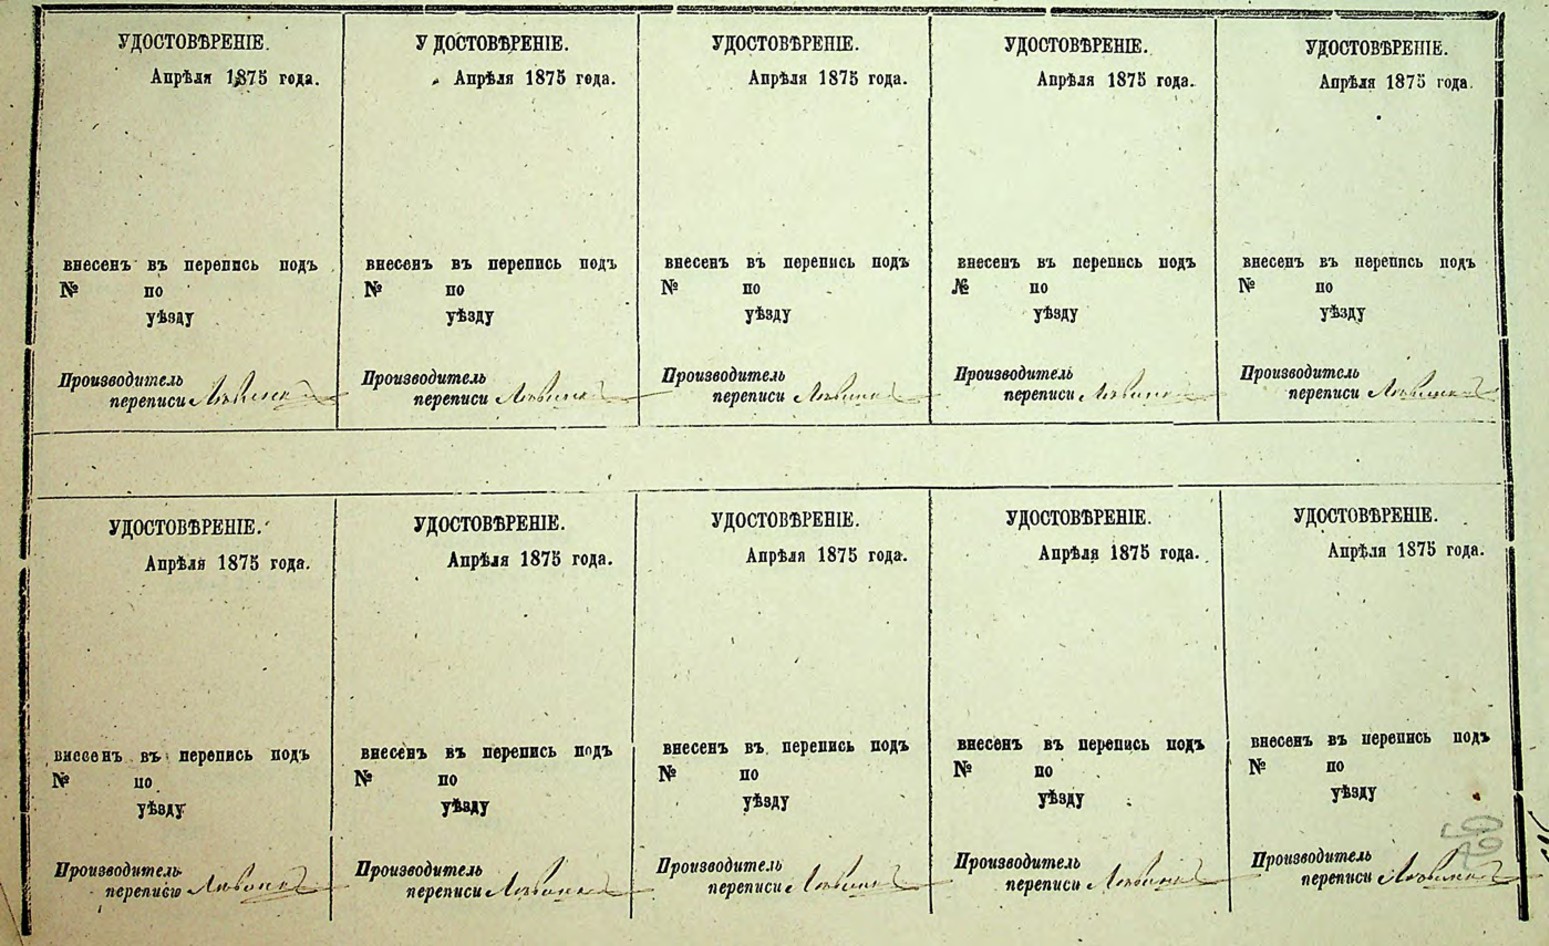 УДОСТОВѢРЕНІЕ.
Апрѣля 1875 года.
внесенъ въ перепись подъ
№ по
уѣзду
Производитель
переписи
У ДОСТОВѢРЕНІЕ.
Апрѣля 1875 года.
внесенъ въ перепись подъ
№ по
уѣзду
Производитель
переписи
УДОСТОВѢРЕНІЕ.
Апрѣля 1875 года.
внесенъ въ перепись подъ
№ по
уѣзду
Производитель
переписи
УДОСТОВѢРЕНІЕ.
Апрѣля 1875 года.
внесенъ въ перепись подъ
№ по
уѣзду
Производитель
переписи
УДОСТОВѢРЕНІЕ.
Апрѣля 1875 года.
внесенъ въ перепись подъ
№ по
уѣзду
Производитель
переписи
УДОСТОВѢРЕНІЕ.
Апрѣля 1875 года.
внесенъ въ перепись подъ
№ по
уѣзду
Производитель
переписи
УДОСТОВѢРЕНІЕ.
Апрѣля 1875 года.
внесенъ въ перепись подъ
№ по
уѣзду
Производитель
переписи
УДОСТОВѢРЕНІЕ.
Апрѣля 1875 года.
внесенъ въ перепись подъ
№ по
уѣзду
Производитель
переписи
УДОСТОВѢРЕНІЕ.
Апрѣля 1875 года.
внесенъ въ перепись подъ
№ по
уѣзду
Производитель
переписи
УДОСТОВѢРЕНІЕ.
Апрѣля 1875 года.
внесенъ въ перепись подъ
№ по
уѣзду
Производитель
переписи